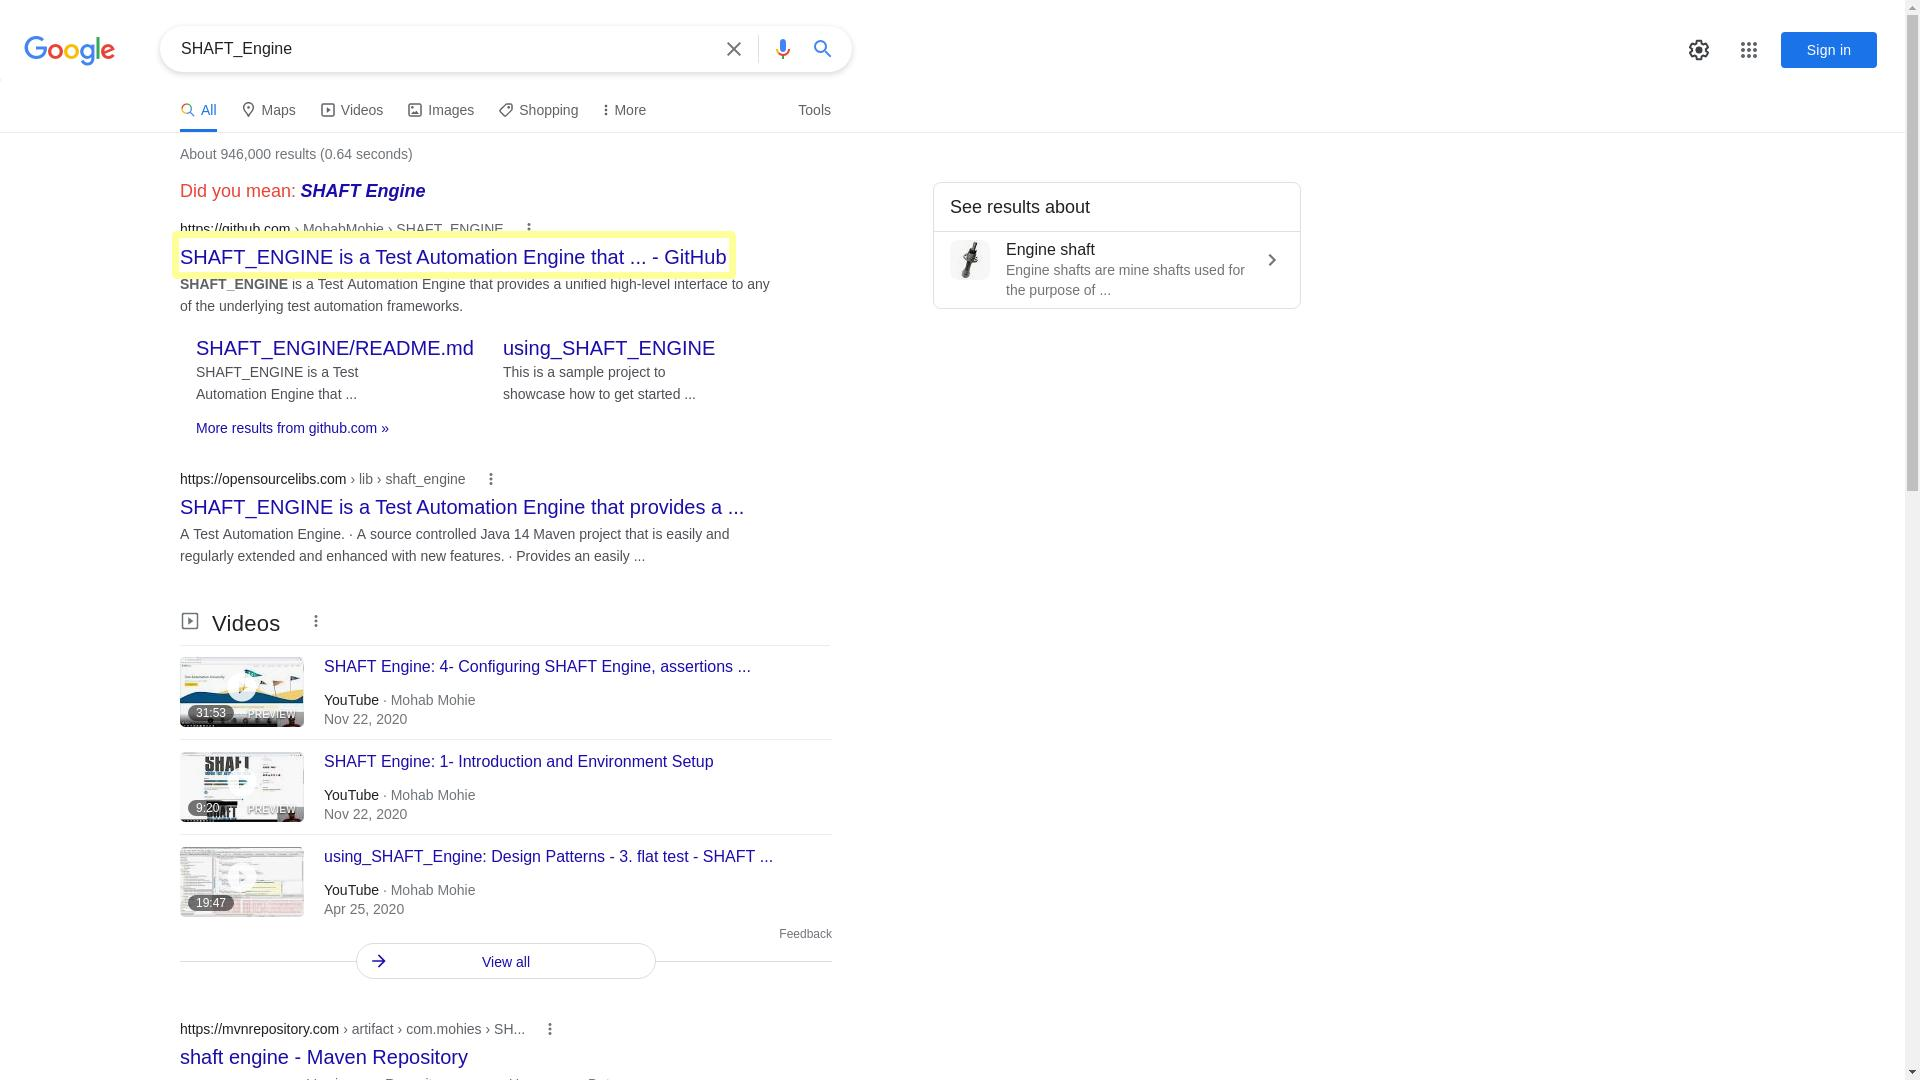 Google
SHAFT_Engine
Sign in
All
Maps
Videos
Images
Shopping
More
Tools
About 946,000 results (0.64 seconds)
Did you mean: SHAFT Engine
https://github.com › MohabMohie › SHAFT_ENGINE
SHAFT_ENGINE is a Test Automation Engine that ... - GitHub
SHAFT_ENGINE is a Test Automation Engine that provides a unified high-level interface to any
of the underlying test automation frameworks.
SHAFT_ENGINE/README.md
SHAFT_ENGINE is a Test
Automation Engine that ...
using_SHAFT_ENGINE
This is a sample project to
showcase how to get started ...
More results from github.com »
https://opensourcelibs.com › lib › shaft_engine
SHAFT_ENGINE is a Test Automation Engine that provides a ...
A Test Automation Engine. · A source controlled Java 14 Maven project that is easily and
regularly extended and enhanced with new features. · Provides an easily ...
Videos
31:53
PREVIEW
SHAFT Engine: 4- Configuring SHAFT Engine, assertions ...
YouTube · Mohab Mohie
Nov 22, 2020
SHAFT
9:20
PREVIEW
SHAFT Engine: 1- Introduction and Environment Setup
YouTube · Mohab Mohie
Nov 22, 2020
19:47
using_SHAFT_Engine: Design Patterns - 3. flat test - SHAFT ...
YouTube · Mohab Mohie
Apr 25, 2020
Feedback
View all
https://mvnrepository.com › artifact › com.mohies › SH...
shaft engine - Maven Repository
See results about
Engine shaft
Engine shafts are mine shafts used for
the purpose of ...